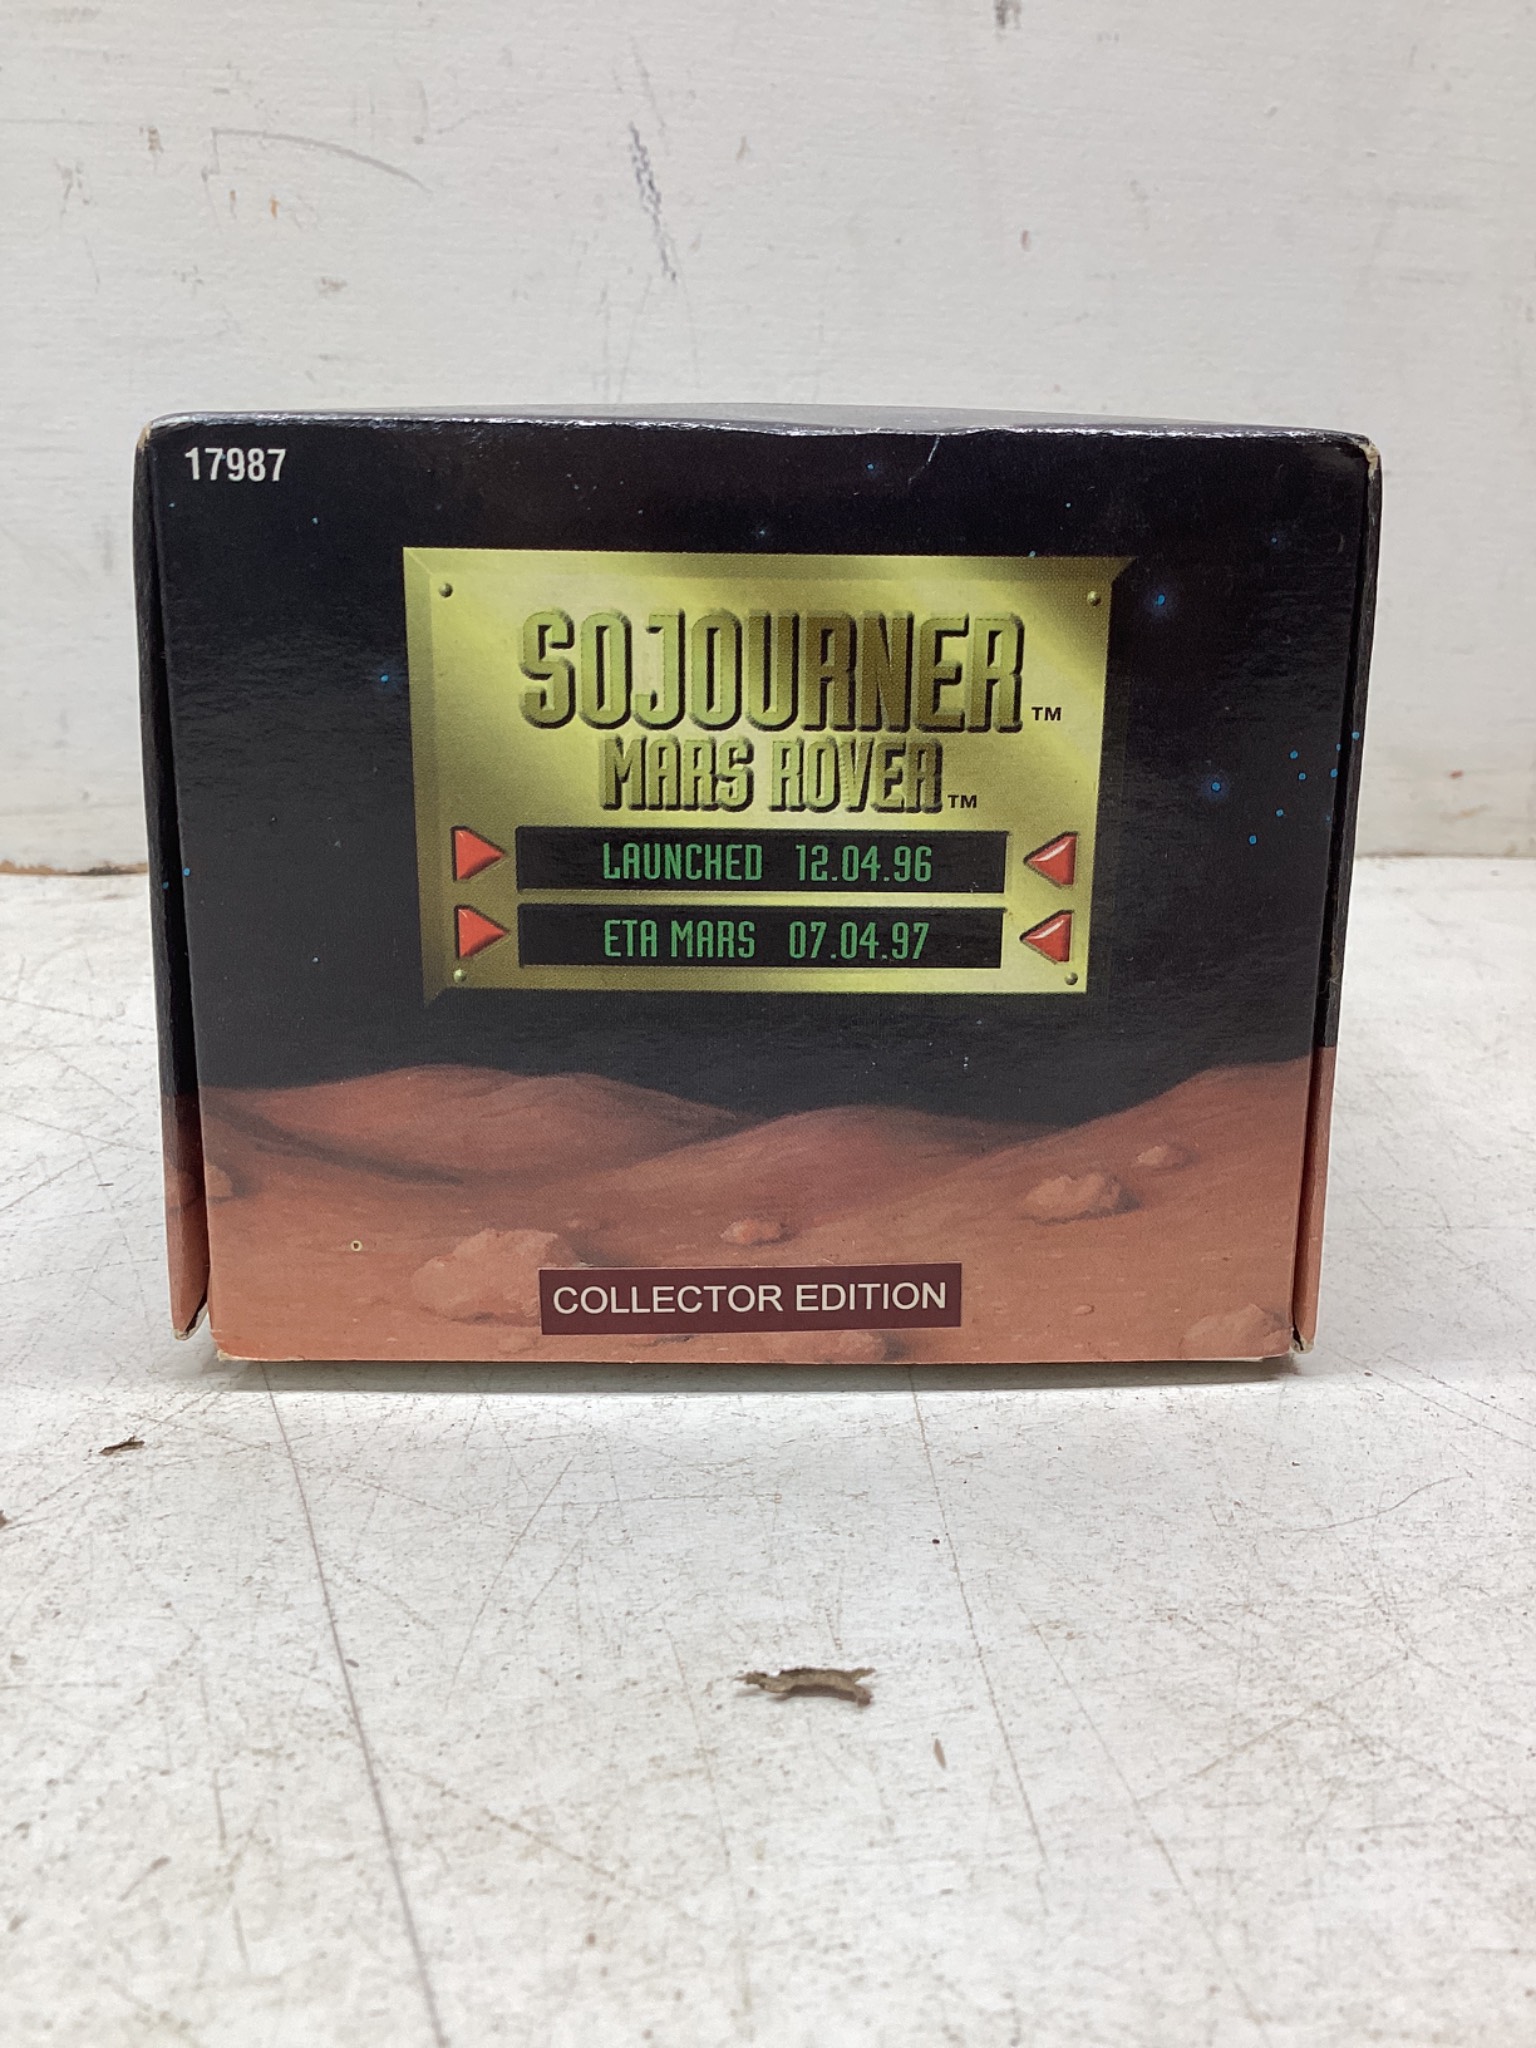 17987
SOJOURNER™
MARS ROVER™
LAUNCHED 12.04.96
ETA MARS 07.04.97
COLLECTOR EDITION